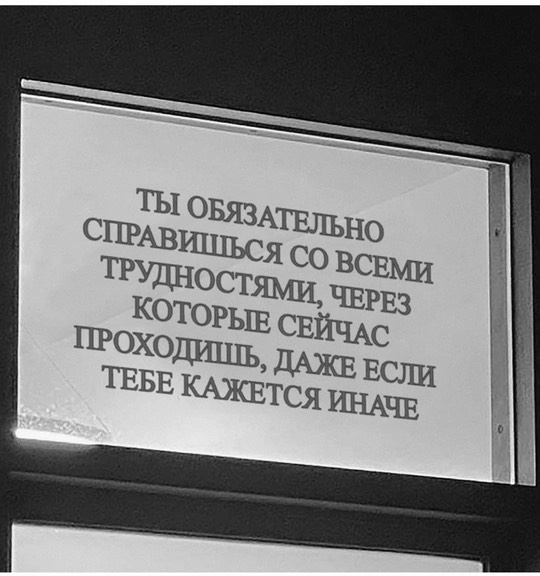 ТЫ ОБЯЗАТЕЛЬНО
СПРАВИШЬСЯ СО ВСЕМИ
ТРУДНОСТЯМИ, ЧЕРЕЗ
КОТОРЫЕ СЕЙЧАС
ПРОХОДИШЬ, ДАЖЕ ЕСЛИ
ТЕБЕ КАЖЕТСЯ ИНАЧЕ